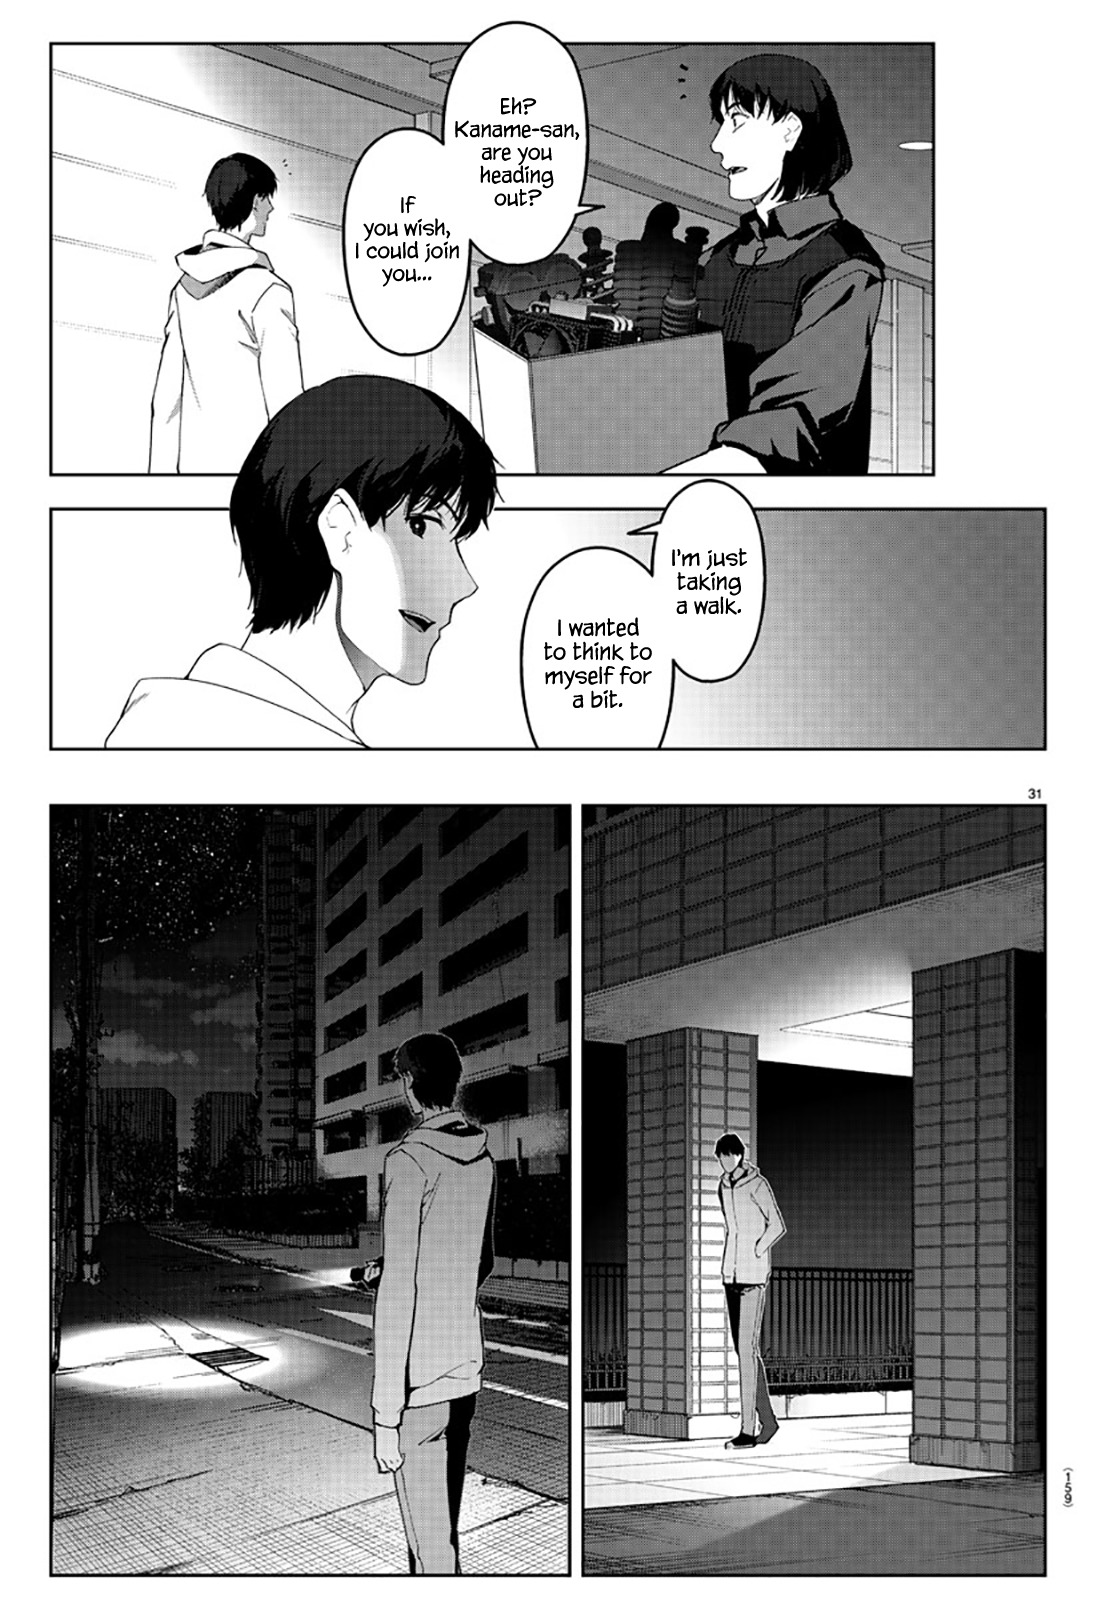 Eh?
Kaname-san,
are you
heading
out?
If
you wish,
I could join
you...
I'm just
taking
a walk.
I wanted
to think to
myself for
a bit.
31
(159)